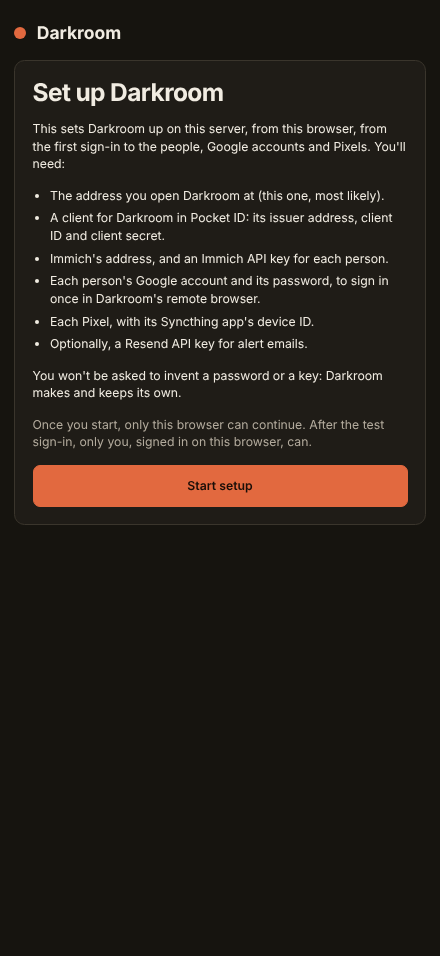 Darkroom
Set up Darkroom
This sets Darkroom up on this server, from this browser, from
the first sign-in to the people, Google accounts and Pixels. You'll
need:
• The address you open Darkroom at (this one, most likely).
• A client for Darkroom in Pocket ID: its issuer address, client
ID and client secret.
• Immich's address, and an Immich API key for each person.
• Each person's Google account and its password, to sign in
once in Darkroom's remote browser.
• Each Pixel, with its Syncthing app's device ID.
• Optionally, a Resend API key for alert emails.
You won't be asked to invent a password or a key: Darkroom
makes and keeps its own.
Once you start, only this browser can continue. After the test
sign-in, only you, signed in on this browser, can.
Start setup